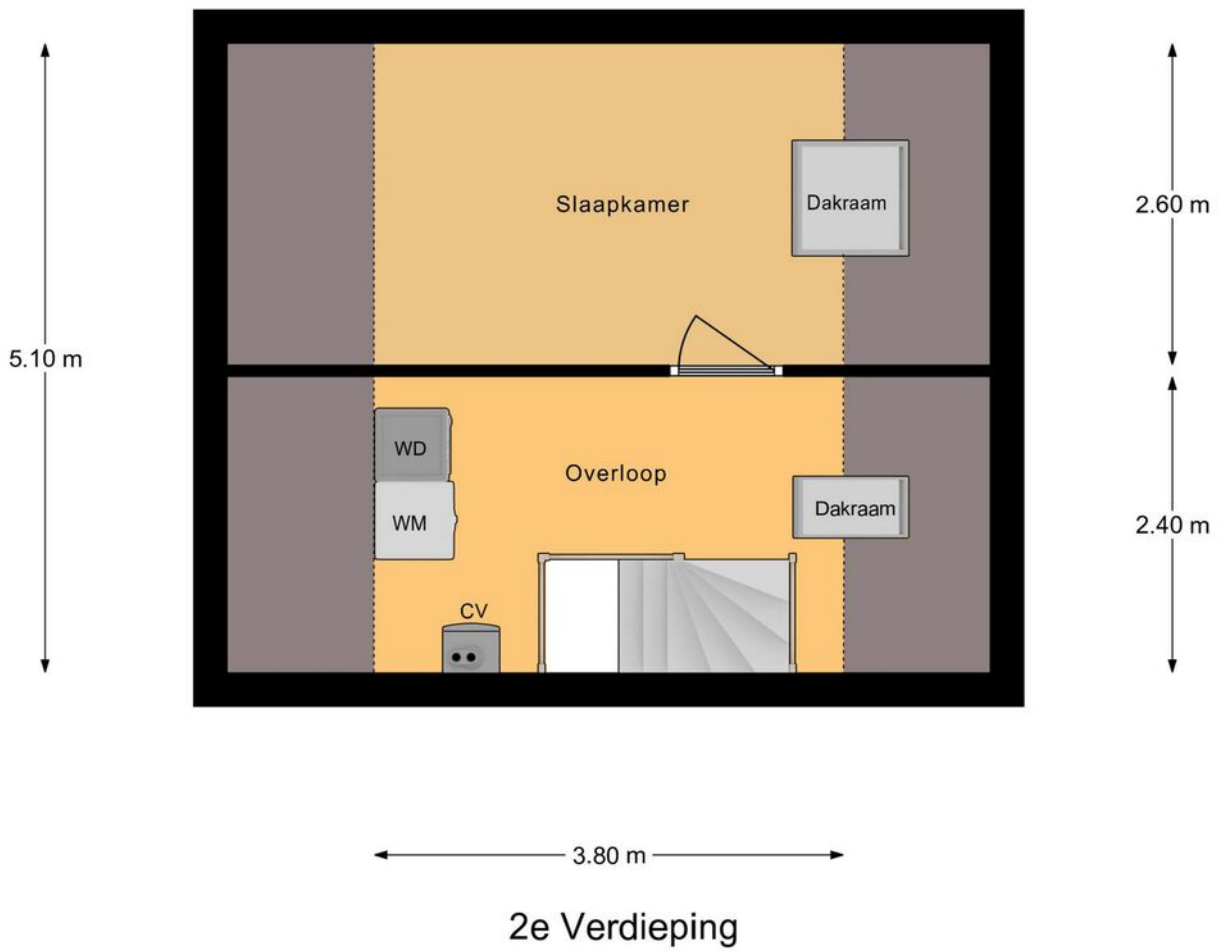 Slaapkamer
Dakraam
2.60 m
5.10 m
WD
Overloop
WM
Dakraam
2.40 m
CV
3.80 m
2e Verdieping